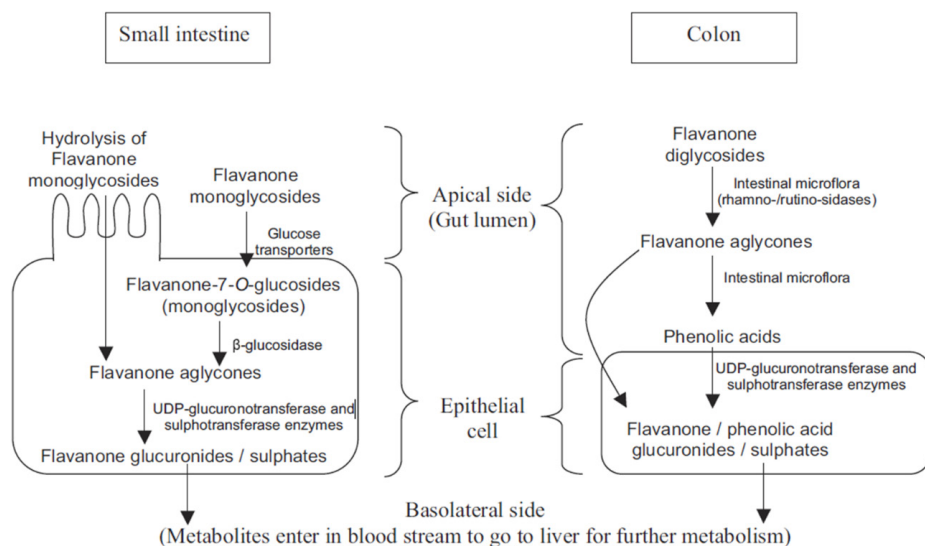 Small intestine
Hydrolysis of
Flavanone
monoglycosides
Flavanone
monoglycosides
Glucose
transporters
Flavanone-7-O-glucosides
(monoglycosides)
β-glucosidase
Flavanone aglycones
UDP-glucuronotransferase and
sulphotransferase enzymes
Flavanone glucuronides / sulphates
Apical side
(Gut lumen)
Epithelial
cell
Colon
Flavanone
diglycosides
Intestinal microflora
(rhamno-/rutino-sidases)
Flavanone aglycones
Intestinal microflora
Phenolic acids
UDP-glucuronotransferase and
sulphotransferase enzymes
Flavanone / phenolic acid
glucuronides / sulphates
Basolateral side
(Metabolites enter in blood stream to go to liver for further metabolism)